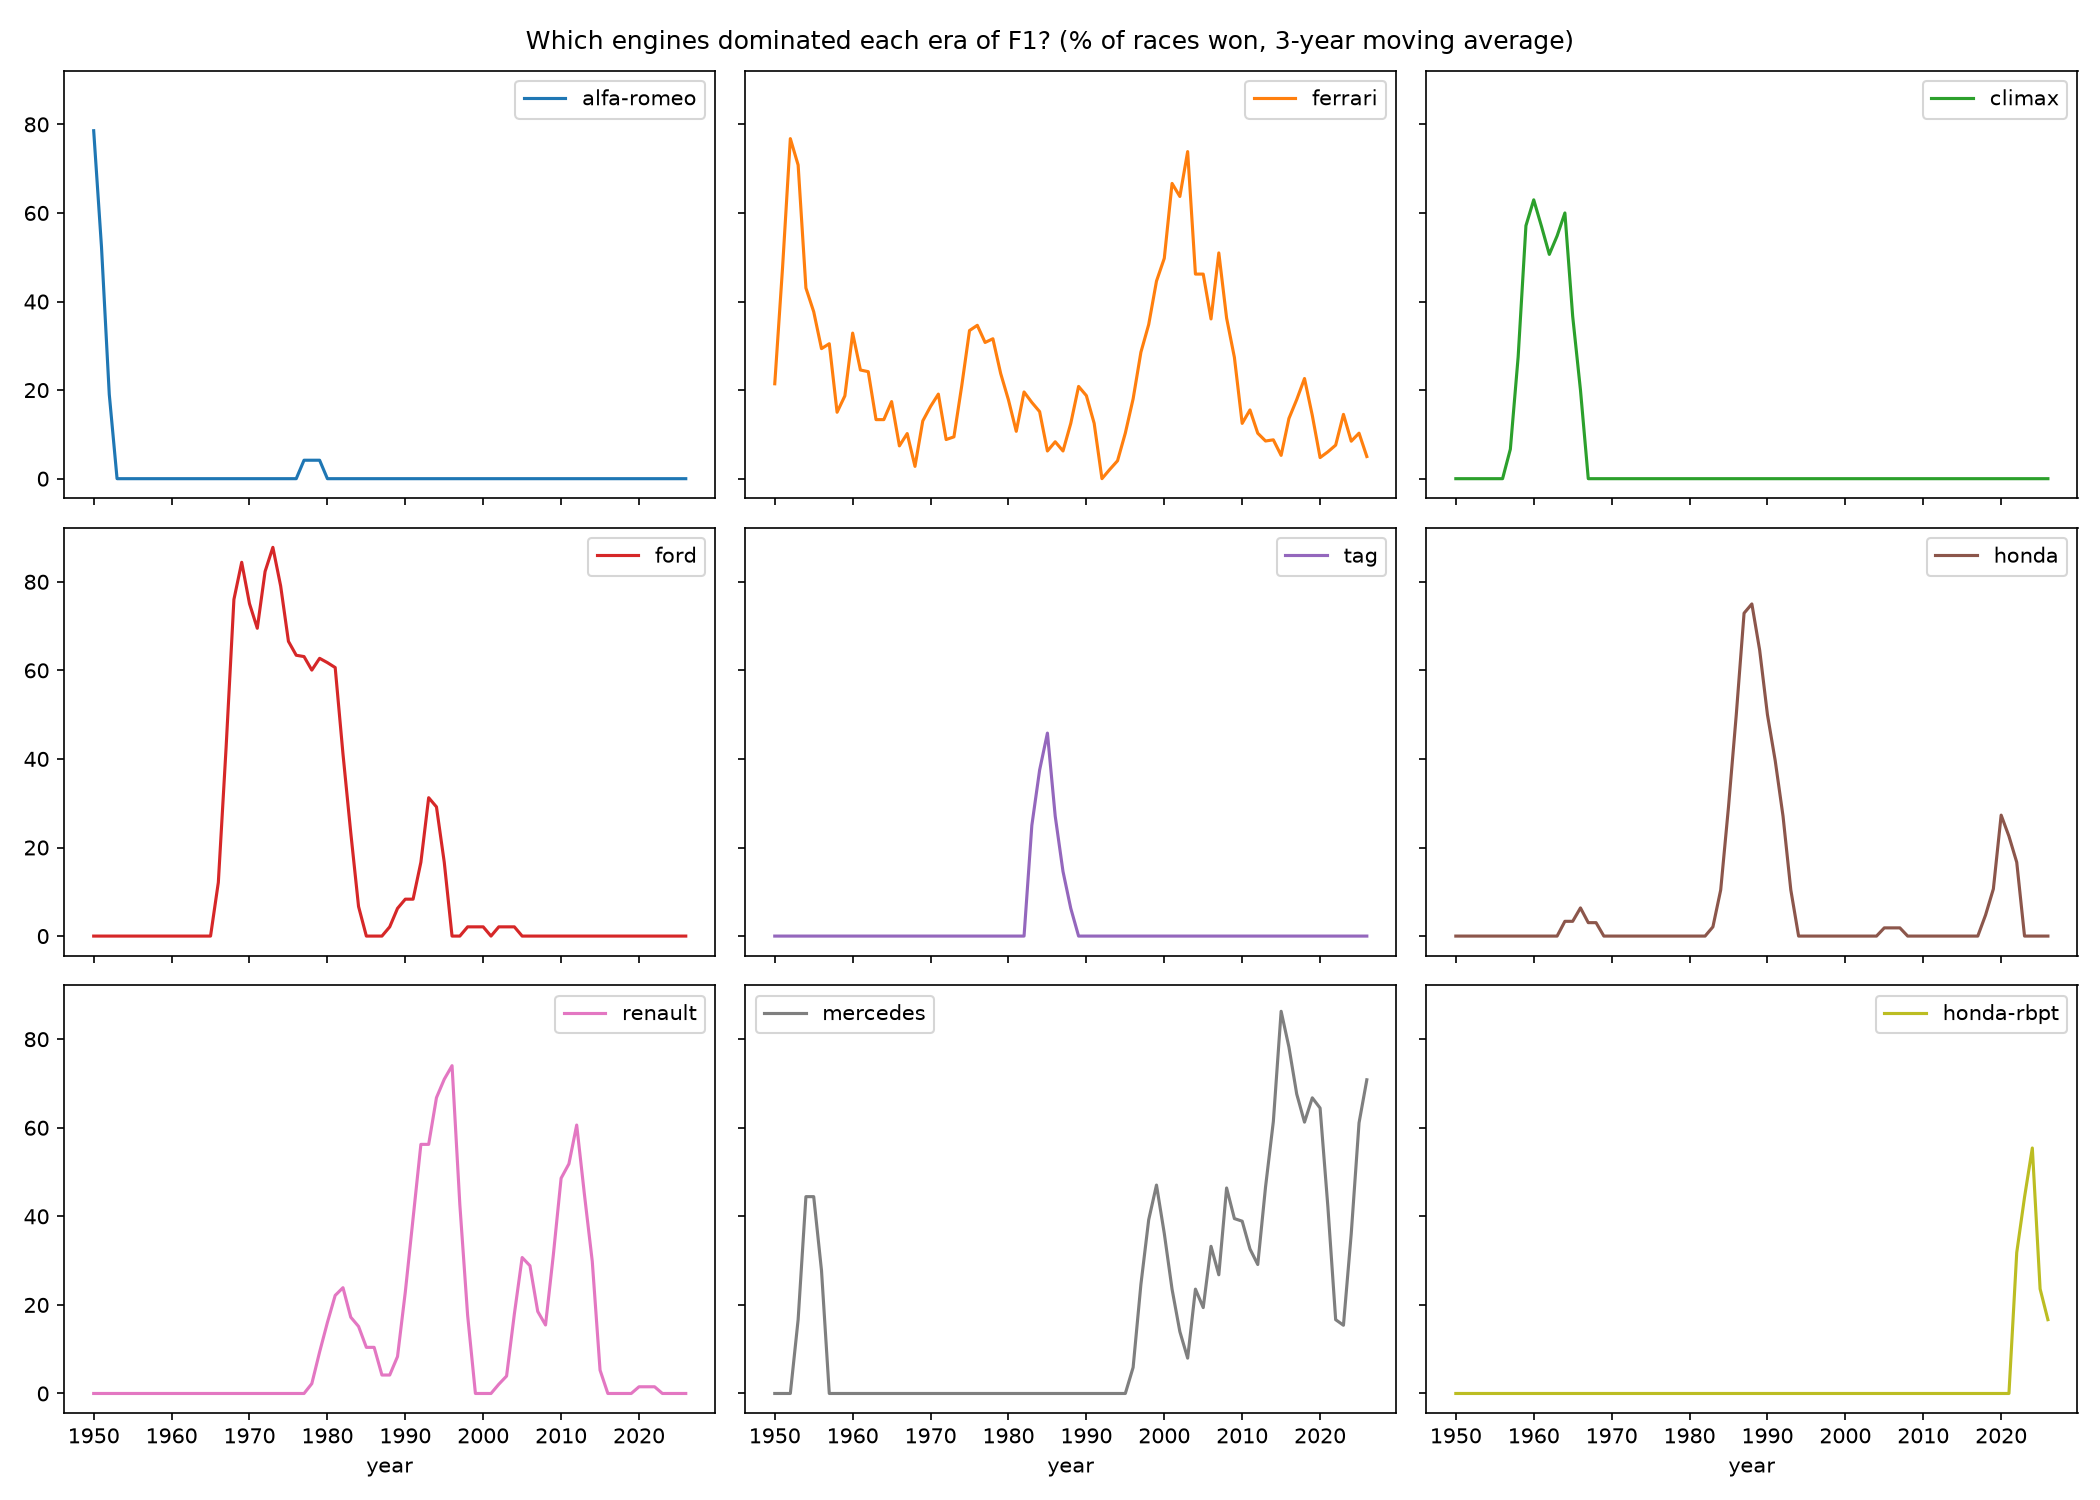 Which engines dominated each era of F1? (% of races won, 3-year moving average)
alfa-romeo
ferrari
climax
80
60
40
20
0
ford
tag
honda
80
60
40
20
0
renault
mercedes
honda-rbpt
80
60
40
20
0
1950 1960 1970 1980 1990 2000 2010 2020
1950 1960 1970 1980 1990 2000 2010 2020
1950 1960 1970 1980 1990 2000 2010 2020
year
year
year